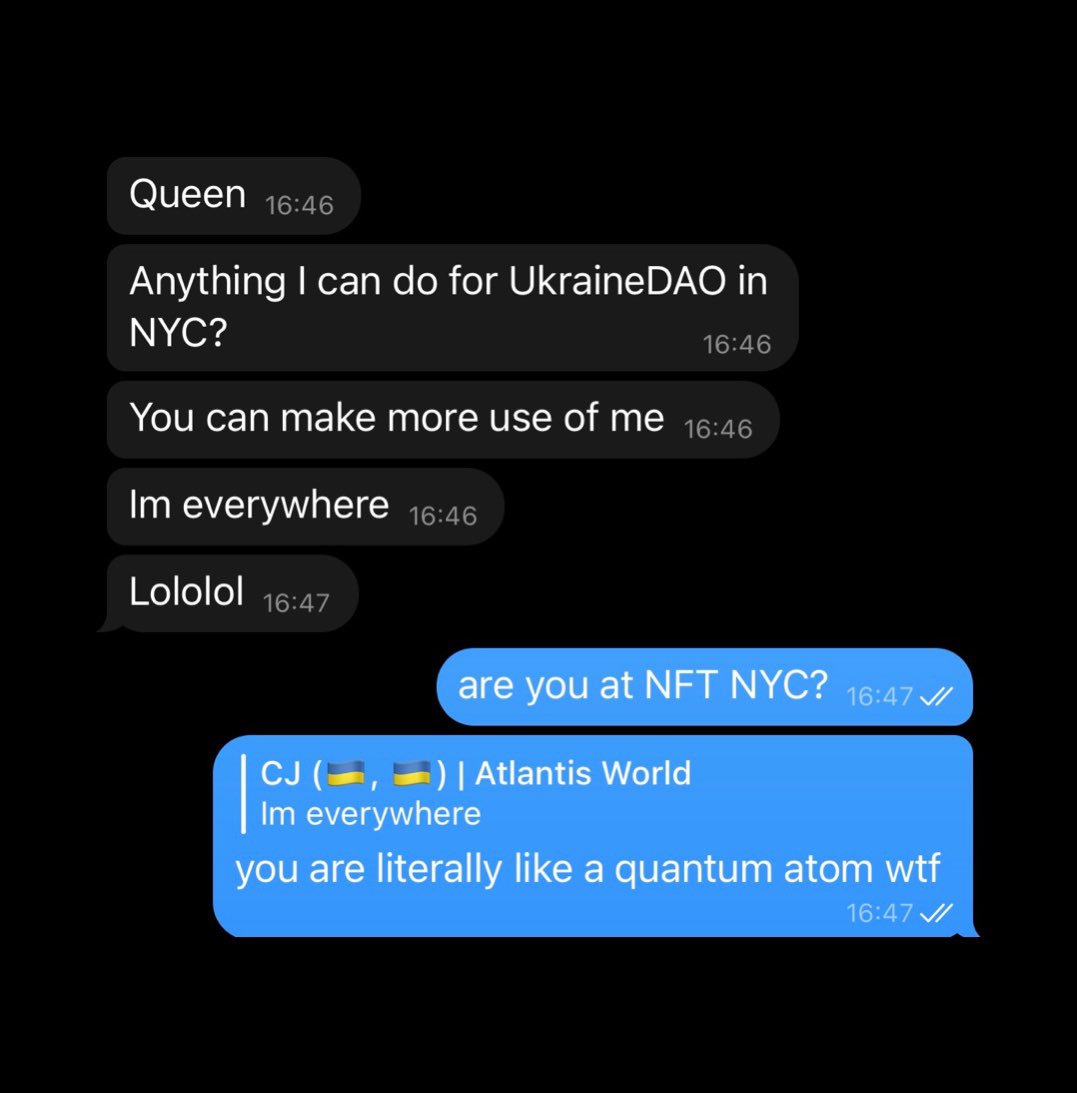 Queen 16:46
Anything I can do for UkraineDAO in
NYC? 16:46
You can make more use of me 16:46
Im everywhere 16:46
Lololol 16:47
are you at NFT NYC? 16:47
CJ (🇺🇦, 🇺🇦) | Atlantis World
Im everywhere
you are literally like a quantum atom wtf
16:47